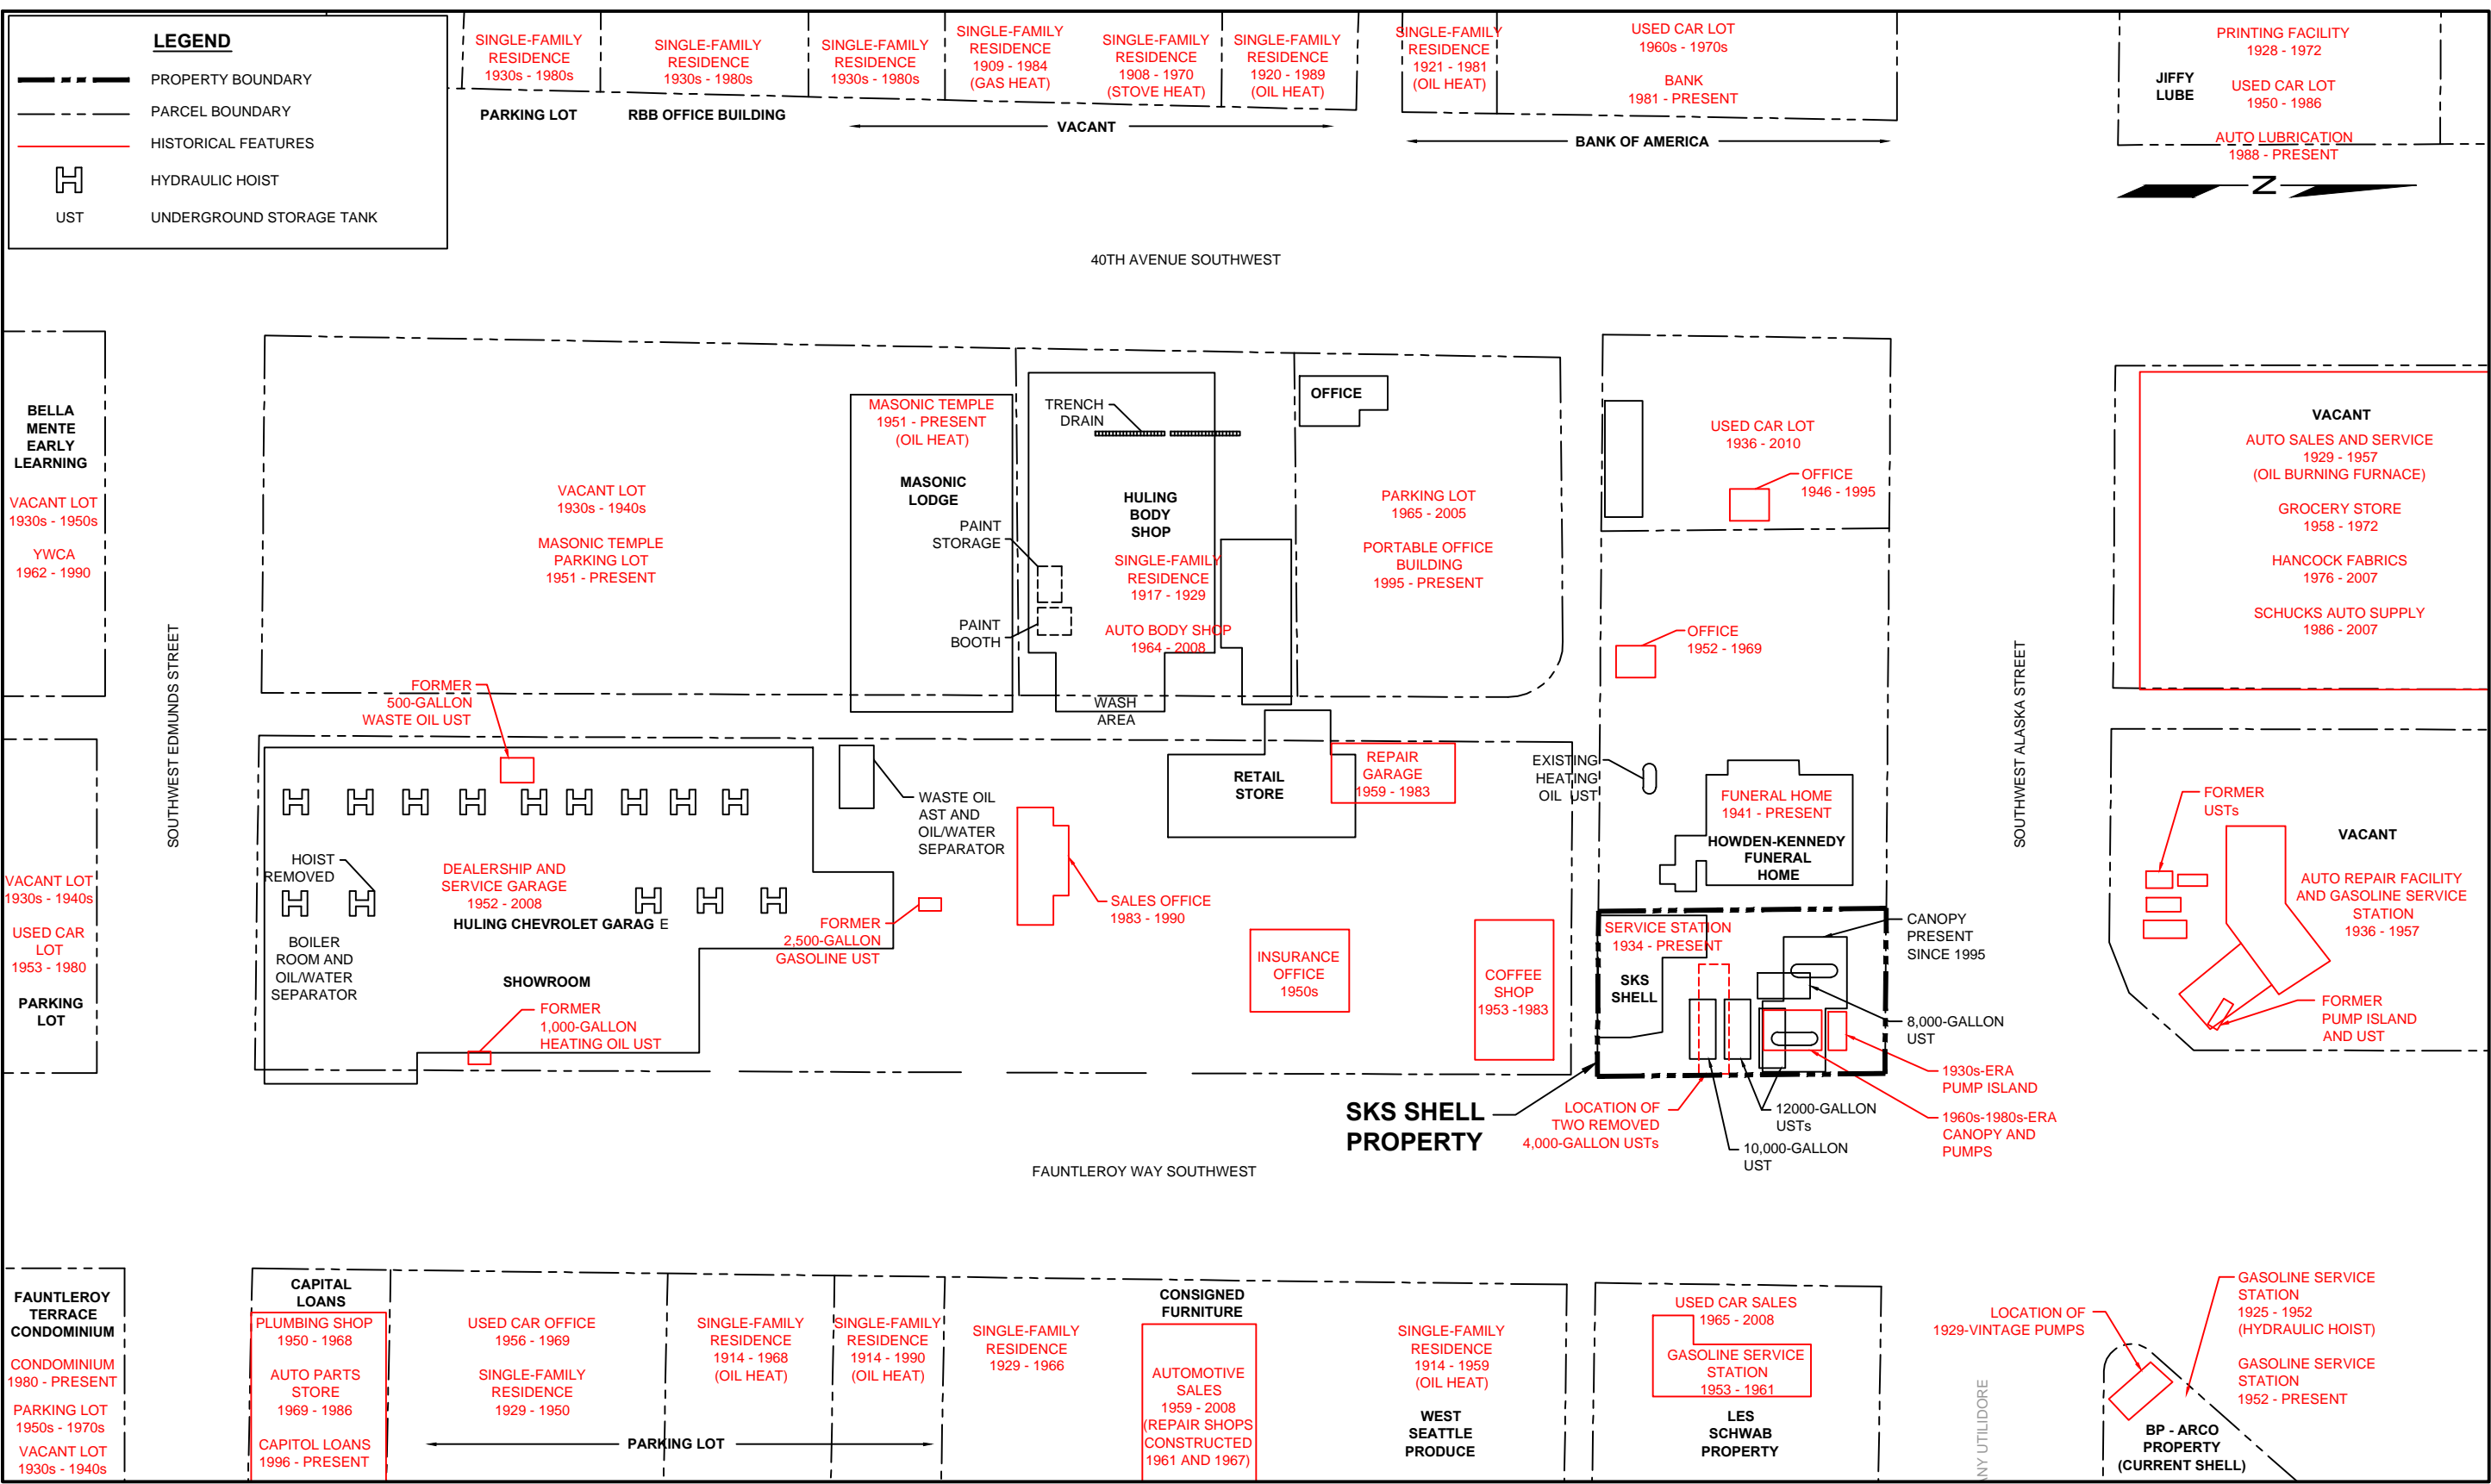 LEGEND
PROPERTY BOUNDARY
PARCEL BOUNDARY
HISTORICAL FEATURES
HYDRAULIC HOIST
UST
UNDERGROUND STORAGE TANK
SINGLE-FAMILY
RESIDENCE
1930s - 1980s
PARKING LOT
SINGLE-FAMILY
RESIDENCE
1930s - 1980s
RBB OFFICE BUILDING
SINGLE-FAMILY
RESIDENCE
1930s - 1980s
SINGLE-FAMILY
RESIDENCE
1909 - 1984
(GAS HEAT)
SINGLE-FAMILY
RESIDENCE
1908 - 1970
(STOVE HEAT)
SINGLE-FAMILY
RESIDENCE
1920 - 1989
(OIL HEAT)
VACANT
SINGLE-FAMILY
RESIDENCE
1921 - 1981
(OIL HEAT)
USED CAR LOT
1960s - 1970s
BANK
1981 - PRESENT
BANK OF AMERICA
JIFFY
LUBE
PRINTING FACILITY
1928 - 1972
USED CAR LOT
1950 - 1986
AUTO LUBRICATION
1988 - PRESENT
N
40TH AVENUE SOUTHWEST
BELLA
MENTE
EARLY
LEARNING
VACANT LOT
1930s - 1950s
YWCA
1962 - 1990
SOUTHWEST EDMUNDS STREET
VACANT LOT
1930s - 1940s
MASONIC TEMPLE
PARKING LOT
1951 - PRESENT
MASONIC TEMPLE
1951 - PRESENT
(OIL HEAT)
MASONIC
LODGE
TRENCH
DRAIN
PAINT
STORAGE
PAINT
BOOTH
HULING
BODY
SHOP
SINGLE-FAMILY
RESIDENCE
1917 - 1929
AUTO BODY SHOP
1964 - 2008
WASH
AREA
OFFICE
PARKING LOT
1965 - 2005
PORTABLE OFFICE
BUILDING
1995 - PRESENT
USED CAR LOT
1936 - 2010
OFFICE
1946 - 1995
OFFICE
1952 - 1969
SOUTHWEST ALASKA STREET
VACANT
AUTO SALES AND SERVICE
1929 - 1957
(OIL BURNING FURNACE)
GROCERY STORE
1958 - 1972
HANCOCK FABRICS
1976 - 2007
SCHUCKS AUTO SUPPLY
1986 - 2007
VACANT LOT
1930s - 1940s
USED CAR
LOT
1953 - 1980
PARKING
LOT
FORMER
500-GALLON
WASTE OIL UST
HOIST
REMOVED
DEALERSHIP AND
SERVICE GARAGE
1952 - 2008
HULING CHEVROLET GARAG E
BOILER
ROOM AND
OIL/WATER
SEPARATOR
SHOWROOM
FORMER
1,000-GALLON
HEATING OIL UST
WASTE OIL
AST AND
OIL/WATER
SEPARATOR
FORMER
2,500-GALLON
GASOLINE UST
SALES OFFICE
1983 - 1990
RETAIL
STORE
REPAIR
GARAGE
1959 - 1983
INSURANCE
OFFICE
1950s
COFFEE
SHOP
1953 -1983
EXISTING
HEATING
OIL UST
FUNERAL HOME
1941 - PRESENT
HOWDEN-KENNEDY
FUNERAL
HOME
SERVICE STATION
1934 - PRESENT
SKS
SHELL
CANOPY
PRESENT
SINCE 1995
8,000-GALLON
UST
1930s-ERA
PUMP ISLAND
1960s-1980s-ERA
CANOPY AND
PUMPS
12000-GALLON
USTs
10,000-GALLON
UST
LOCATION OF
TWO REMOVED
4,000-GALLON USTs
SKS SHELL
PROPERTY
FORMER
USTs
VACANT
AUTO REPAIR FACILITY
AND GASOLINE SERVICE
STATION
1936 - 1957
FORMER
PUMP ISLAND
AND UST
FAUNTLEROY WAY SOUTHWEST
FAUNTLEROY
TERRACE
CONDOMINIUM
CONDOMINIUM
1980 - PRESENT
PARKING LOT
1950s - 1970s
VACANT LOT
1930s - 1940s
CAPITAL
LOANS
PLUMBING SHOP
1950 - 1968
AUTO PARTS
STORE
1969 - 1986
CAPITOL LOANS
1996 - PRESENT
USED CAR OFFICE
1956 - 1969
SINGLE-FAMILY
RESIDENCE
1929 - 1950
SINGLE-FAMILY
RESIDENCE
1914 - 1968
(OIL HEAT)
SINGLE-FAMILY
RESIDENCE
1914 - 1990
(OIL HEAT)
PARKING LOT
SINGLE-FAMILY
RESIDENCE
1929 - 1966
CONSIGNED
FURNITURE
AUTOMOTIVE
SALES
1959 - 2008
(REPAIR SHOPS
CONSTRUCTED
1961 AND 1967)
SINGLE-FAMILY
RESIDENCE
1914 - 1959
(OIL HEAT)
WEST
SEATTLE
PRODUCE
USED CAR SALES
1965 - 2008
GASOLINE SERVICE
STATION
1953 - 1961
LES
SCHWAB
PROPERTY
NY UTILIDORE
LOCATION OF
1929-VINTAGE PUMPS
GASOLINE SERVICE
STATION
1925 - 1952
(HYDRAULIC HOIST)
GASOLINE SERVICE
STATION
1952 - PRESENT
BP - ARCO
PROPERTY
(CURRENT SHELL)